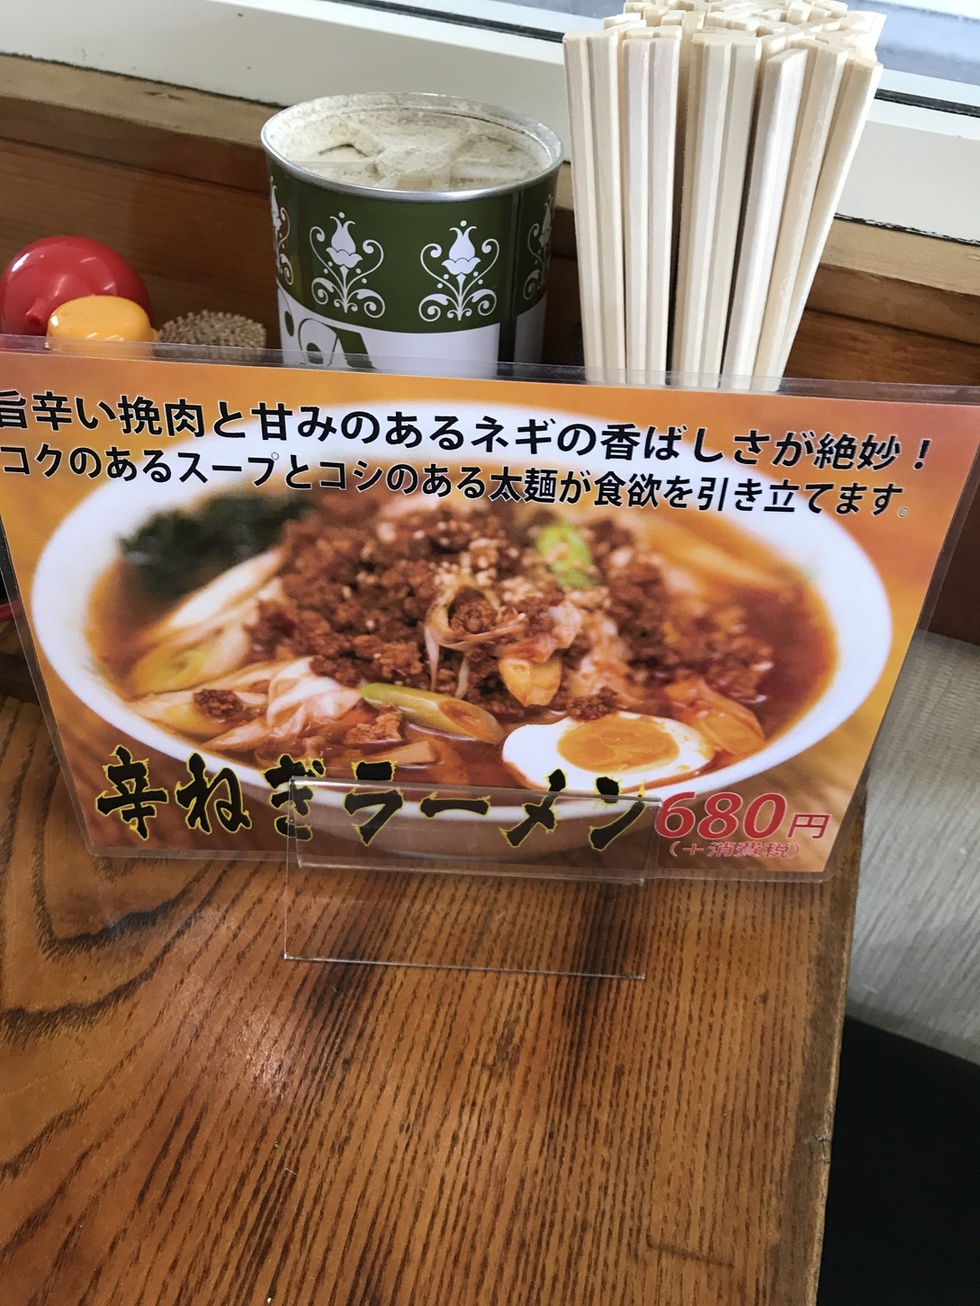 旨辛い挽肉と甘みのあるネギの香ばしさが絶妙！
コクのあるスープとコシのある太麺が食欲を引き立てます。
辛ねぎラーメン
680円
(＋消費税)